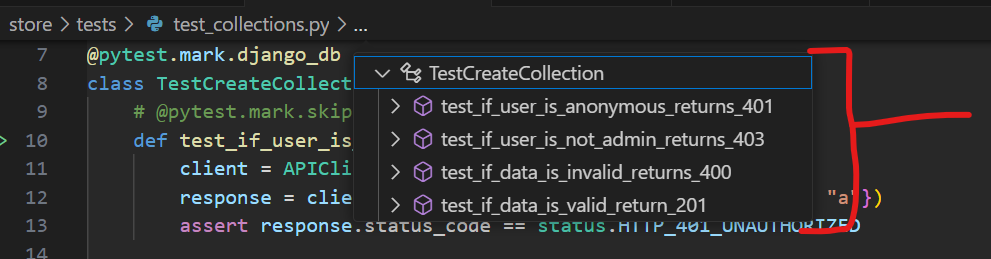 store > tests > test_collections.py > ...
7 @pytest.mark.django_db
8 class TestCreateCollect
9 # @pytest.mark.skip
10 def test_if_user_is_
11 client = APICli
12 response = clie "a"})
13 assert response.status_code == status.HTTP_401_UNAUTHORIZED
14
TestCreateCollection
test_if_user_is_anonymous_returns_401
test_if_user_is_not_admin_returns_403
test_if_data_is_invalid_returns_400
test_if_data_is_valid_return_201